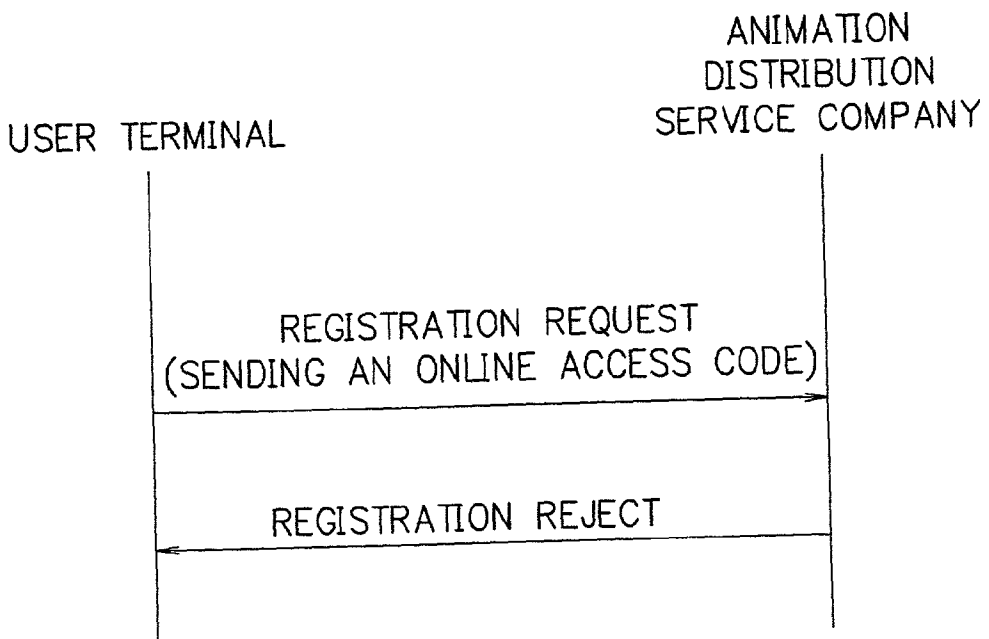 USER TERMINAL
ANIMATION
DISTRIBUTION
SERVICE COMPANY
REGISTRATION REQUEST
(SENDING AN ONLINE ACCESS CODE)
REGISTRATION REJECT